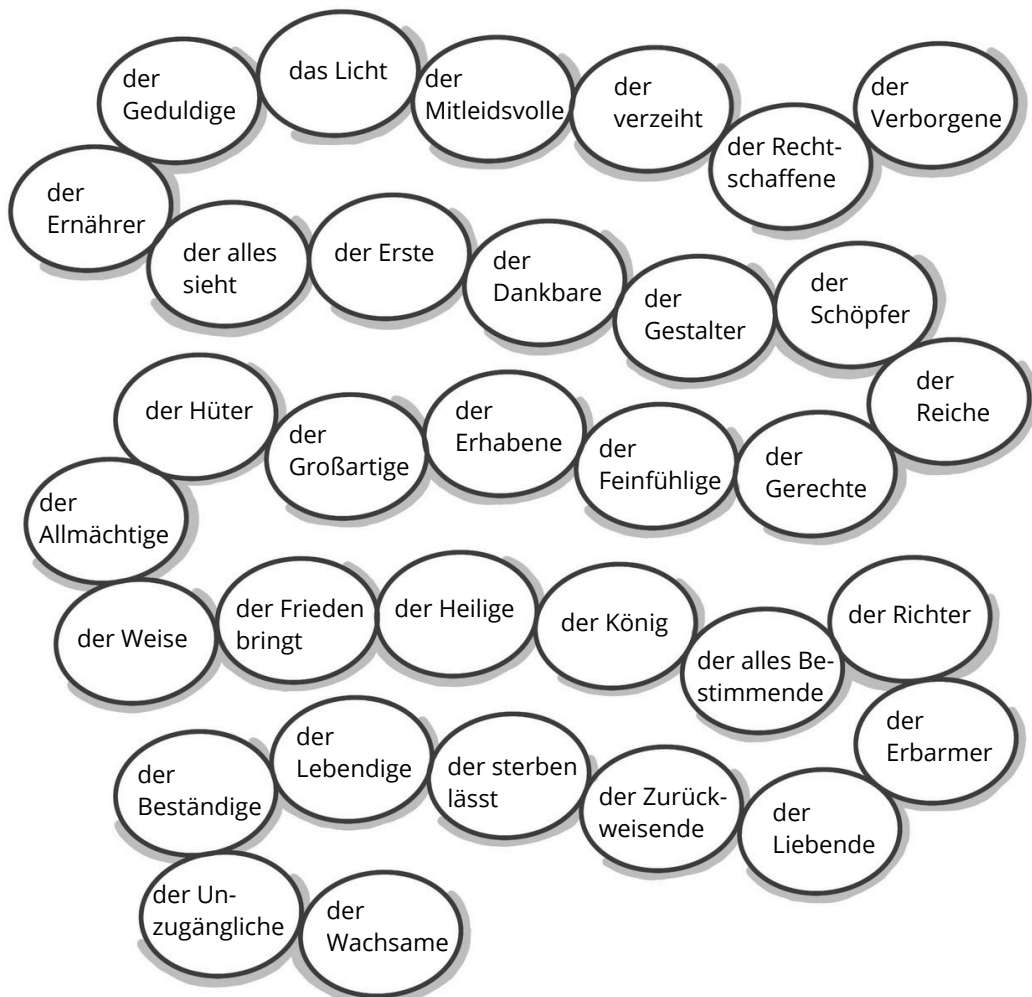 der
Geduldige
das Licht
der
Mitleidsvolle
der
verzeiht
der Recht-
schaffene
der
Verborgene
der
Ernährer
der alles
sieht
der Erste
der
Dankbare
der
Gestalter
der
Schöpfer
der
Reiche
der Hüter
der
Großartige
der
Erhabene
der
Feinfühlige
der
Gerechte
der
Allmächtige
der Weise
der Frieden
bringt
der Heilige
der König
der alles Be-
stimmende
der Richter
der
Erbarmer
der
Beständige
der
Lebendige
der sterben
lässt
der Zurück-
weisende
der
Liebende
der Un-
zugängliche
der
Wachsame